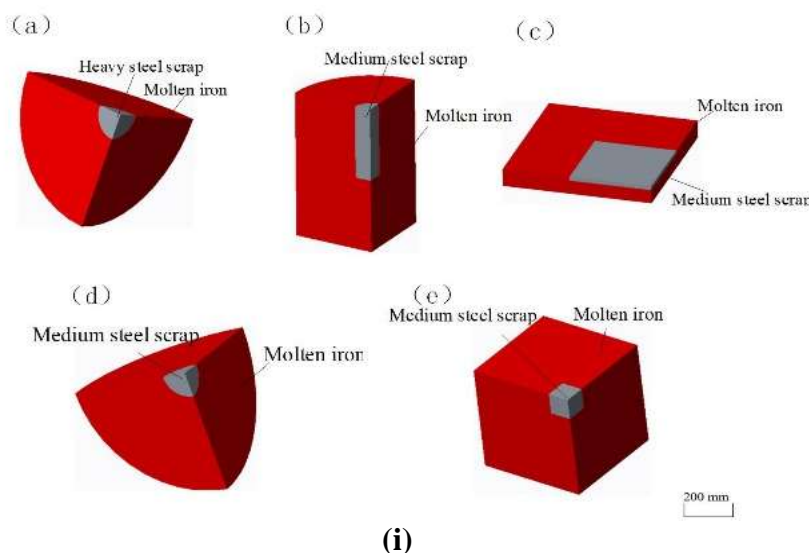 (a)
Heavy steel scrap
Molten iron
(b)
Medium steel scrap
Molten iron
(c)
Molten iron
Medium steel scrap
(d)
Medium steel scrap
Molten iron
(e)
Medium steel scrap
Molten iron
200 mm
(i)